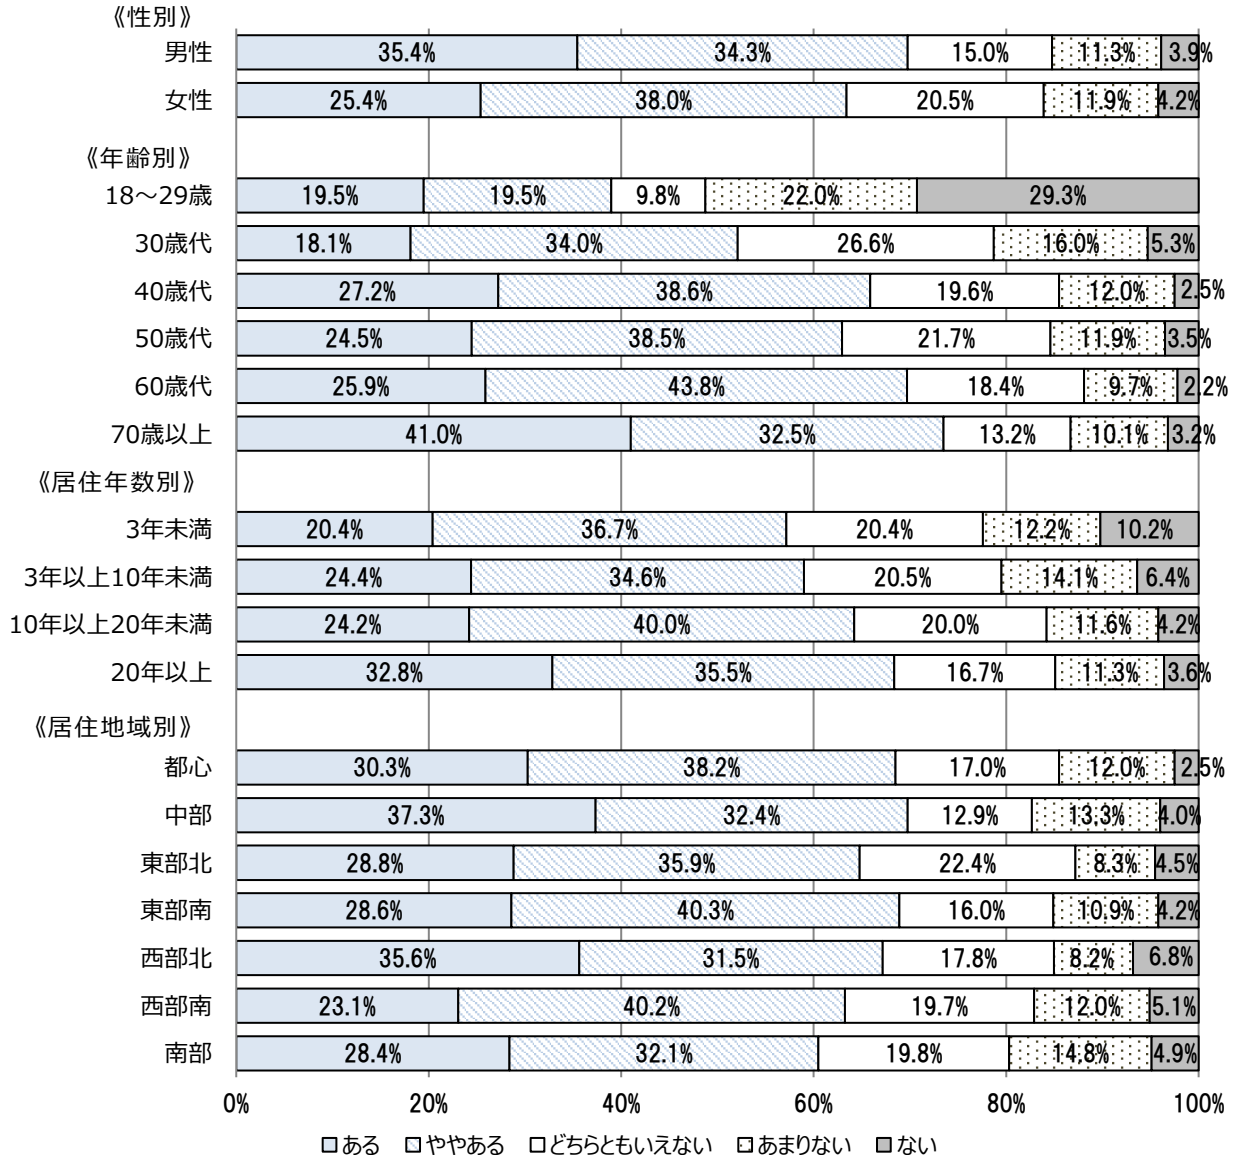 《性別》
男性 35.4% 34.3% 15.0% 11.3% 3.9%
女性 25.4% 38.0% 20.5% 11.9% 4.2%
《年齢別》
18～29歳 19.5% 19.5% 9.8% 22.0% 29.3%
30歳代 18.1% 34.0% 26.6% 16.0% 5.3%
40歳代 27.2% 38.6% 19.6% 12.0% 2.5%
50歳代 24.5% 38.5% 21.7% 11.9% 3.5%
60歳代 25.9% 43.8% 18.4% 9.7% 2.2%
70歳以上 41.0% 32.5% 13.2% 10.1% 3.2%
《居住年数別》
3年未満 20.4% 36.7% 20.4% 12.2% 10.2%
3年以上10年未満 24.4% 34.6% 20.5% 14.1% 6.4%
10年以上20年未満 24.2% 40.0% 20.0% 11.6% 4.2%
20年以上 32.8% 35.5% 16.7% 11.3% 3.6%
《居住地域別》
都心 30.3% 38.2% 17.0% 12.0% 2.5%
中部 37.3% 32.4% 12.9% 13.3% 4.0%
東部北 28.8% 35.9% 22.4% 8.3% 4.5%
東部南 28.6% 40.3% 16.0% 10.9% 4.2%
西部北 35.6% 31.5% 17.8% 8.2% 6.8%
西部南 23.1% 40.2% 19.7% 12.0% 5.1%
南部 28.4% 32.1% 19.8% 14.8% 4.9%
0% 20% 40% 60% 80% 100%
ある ややある どちらともいえない あまりない ない